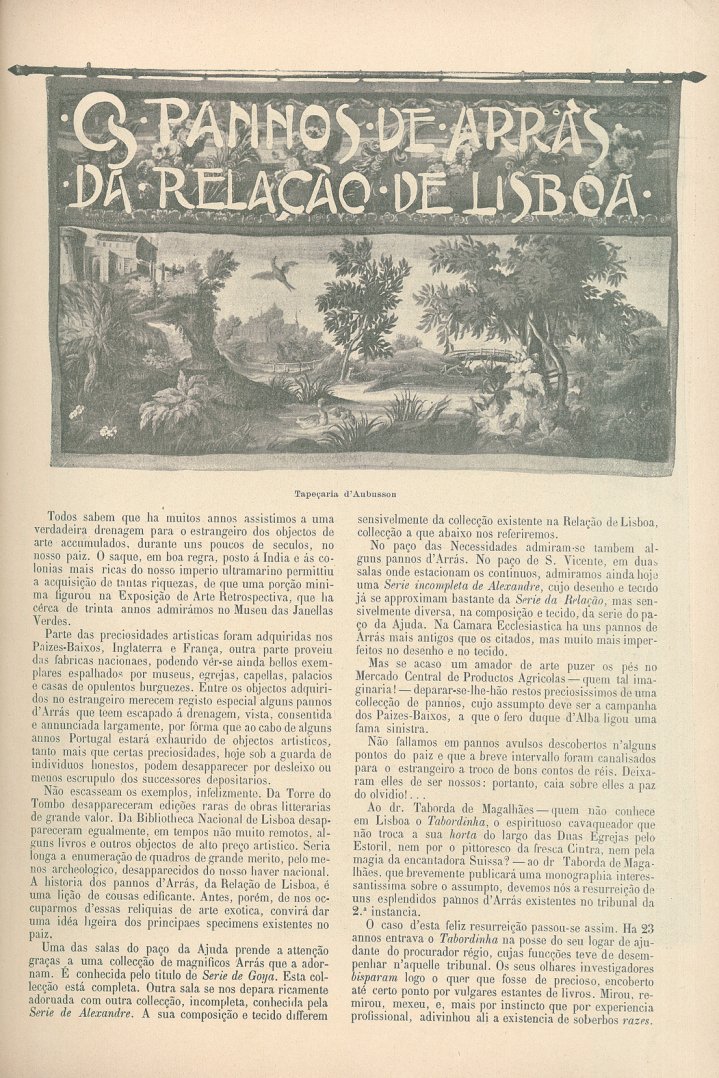 OS · PANNOS · DE · ARRÁS ·
· DA · RELAÇÃO · DE LISBOA ·
Tapeçaria d'Aubusson
Todos sabem que ha muitos annos assistimos a uma
verdadeira drenagem para o estrangeiro dos objectos de
arte accumulados, durante uns poucos de seculos, no
nosso paiz. O saque, em boa regra, posto á India e ás co-
lonias mais ricas do nosso imperio ultramarino permittiu
a acquisição de tantas riquezas, de que uma porção mini-
ma figurou na Exposição de Arte Retrospectiva, que ha
cêrca de trinta annos admirámos no Museu das Janellas
Verdes.
Parte das preciosidades artisticas foram adquiridas nos
Paizes-Baixos, Inglaterra e França, outra parte proveiu
das fabricas nacionaes, podendo vêr-se ainda bellos exem-
plares espalhados por museus, egrejas, capellas, palacios
e casas de opulentos burguezes. Entre os objectos adquiri-
dos no estrangeiro merecem registo especial alguns pannos
d'Arrás que teem escapado á drenagem, vista, consentida
e annunciada largamente, por fórma que ao cabo de alguns
annos Portugal estará exhaurido de objectos artisticos,
tanto mais que certas preciosidades, hoje sob a guarda de
individuos honestos, podem desapparecer por desleixo ou
menos escrupulo dos successores depositarios.
Não escasseam os exemplos, infelizmente. Da Torre do
Tombo desappareceram edições raras de obras litterarias
de grande valor. Da Bibliotheca Nacional de Lisboa desap-
pareceram egualmente, em tempos não muito remotos, al-
guns livros e outros objectos de alto preço artistico. Seria
longa a enumeração de quadros de grande merito, pelo me-
nos archeologico, desapparecidos do nosso haver nacional.
A historia dos pannos d'Arrás, da Relação de Lisboa, é
uma lição de cousas edificante. Antes, porém, de nos oc-
cuparmos d'essas reliquias de arte exotica, convirá dar
uma idéa ligeira dos principaes specimens existentes no
paiz.
Uma das salas do paço da Ajuda prende a attenção
graças a uma collecção de magnificos Arrás que a ador-
nam. É conhecida pelo titulo de Serie de Goya. Esta col-
lecção está completa. Outra sala se nos depara ricamente
adornada com outra collecção, incompleta, conhecida pela
Serie de Alexandre. A sua composição e tecido differem
sensivelmente da collecção existente na Relação de Lisboa,
collecção a que abaixo nos referiremos.
No paço das Necessidades admiram-se tambem al-
guns pannos d'Arrás. No paço de S. Vicente, em duas
salas onde estacionam os continuos, admiramos ainda hoje
uma Serie incompleta de Alexandre, cujo desenho e tecido
já se approximam bastante da Serie da Relação, mas sen-
sivelmente diversa, na composição e tecido, da serie do pa-
ço da Ajuda. Na Camara Ecclesiastica ha uns pannos de
Arrás mais antigos que os citados, mas muito mais imper-
feitos no desenho e no tecido.
Mas se acaso um amador de arte puzer os pés no
Mercado Central de Productos Agricolas — quem tal ima-
ginaria! — deparar-se-lhe-hão restos preciosissimos de uma
collecção de pannos, cujo assumpto deve ser a campanha
dos Paizes-Baixos, a que o fero duque d'Alba ligou uma
fama sinistra.
Não fallamos em pannos avulsos descobertos n'alguns
pontos do paiz e que a breve intervallo foram canalisados
para o estrangeiro a troco de bons contos de réis. Deixa-
ram elles de ser nossos: portanto, caia sobre elles a paz
do olvidio!...
Ao dr. Taborda de Magalhães — quem não conhece
em Lisboa o Tabordinha, o espirituoso cavaqueador que
não troca a sua horta do largo das Duas Egrejas pelo
Estoril, nem por o pittoresco da fresca Cintra, nem pela
magia da encantadora Suissa? — ao dr Taborda de Maga-
lhães, que brevemente publicará uma monographia interes-
santissima sobre o assumpto, devemos nós a resurreição de
uns esplendidos pannos d'Arrás existentes no tribunal da
2.ª instancia.
O caso d'esta feliz resurreição passou-se assim. Ha 23
annos entrava o Tabordinha na posse do seu logar de aju-
dante do procurador régio, cujas funcções teve de desem-
penhar n'aquelle tribunal. Os seus olhares investigadores
bisparam logo o quer que fosse de precioso, encoberto
até certo ponto por vulgares estantes de livros. Mirou, re-
mirou, mexeu, e, mais por instincto que por experiencia
profissional, adivinhou ali a existencia de soberbos razes.